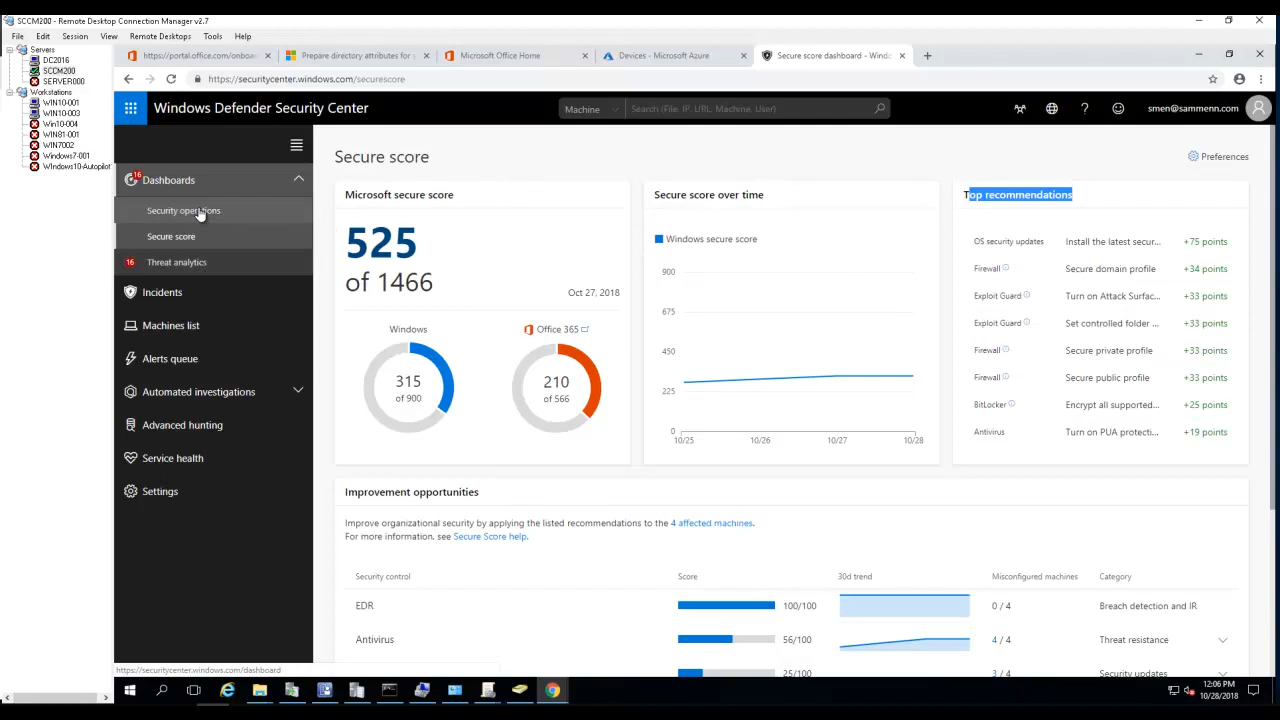 SCCM200 - Remote Desktop Connection Manager v2.7
File Edit Session View Remote Desktops Tools Help
Servers
DC2016
SCCM200
SERVER000
Workstations
WIN10-001
WIN10-003
Win10-004
WIN81-001
WIN7002
Windows7-001
WIndows10-Autopilot
https://portal.office.com/onboa
Prepare directory attributes for s
Microsoft Office Home
Devices - Microsoft Azure
Secure score dashboard - Wind
https://securitycenter.windows.com/securescore
Windows Defender Security Center
Machine
Search (File, IP, URL, Machine, User)
smen@sammenn.com
16
Dashboards
Security operations
Secure score
16 Threat analytics
Incidents
Machines list
Alerts queue
Automated investigations
Advanced hunting
Service health
Settings
Secure score
Preferences
Microsoft secure score
525
of 1466
Oct 27, 2018
Windows
315
of 900
Office 365
210
of 566
Secure score over time
Windows secure score
900
675
450
225
0
10/25 10/26 10/27 10/28
Top recommendations
OS security updates Install the latest secur... +75 points
Firewall Secure domain profile +34 points
Exploit Guard Turn on Attack Surfac... +33 points
Exploit Guard Set controlled folder ... +33 points
Firewall Secure private profile +33 points
Firewall Secure public profile +33 points
BitLocker Encrypt all supported... +25 points
Antivirus Turn on PUA protecti... +19 points
Improvement opportunities
Improve organizational security by applying the listed recommendations to the 4 affected machines.
For more information, see Secure Score help.
Security control Score 30d trend Misconfigured machines Category
EDR 100/100 0 / 4 Breach detection and IR
Antivirus 56/100 4 / 4 Threat resistance
25/100 3 / 4 Security updates
https://securitycenter.windows.com/dashboard
12:06 PM
10/28/2018